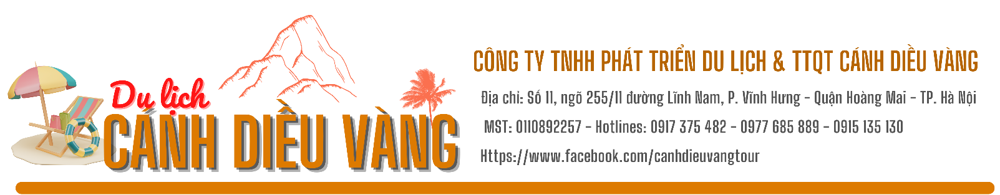 Du lịch
CÁNH DIỀU VÀNG
CÔNG TY TNHH PHÁT TRIỂN DU LỊCH & TTQT CÁNH DIỀU VÀNG
Địa chỉ: Số 11, ngõ 255/11 đường Lĩnh Nam, P. Vĩnh Hưng - Quận Hoàng Mai - TP. Hà Nội
MST: 0110892257 - Hotlines: 0917 375 482 - 0977 685 889 - 0915 135 130
Https://www.facebook.com/canhdieuvangtour